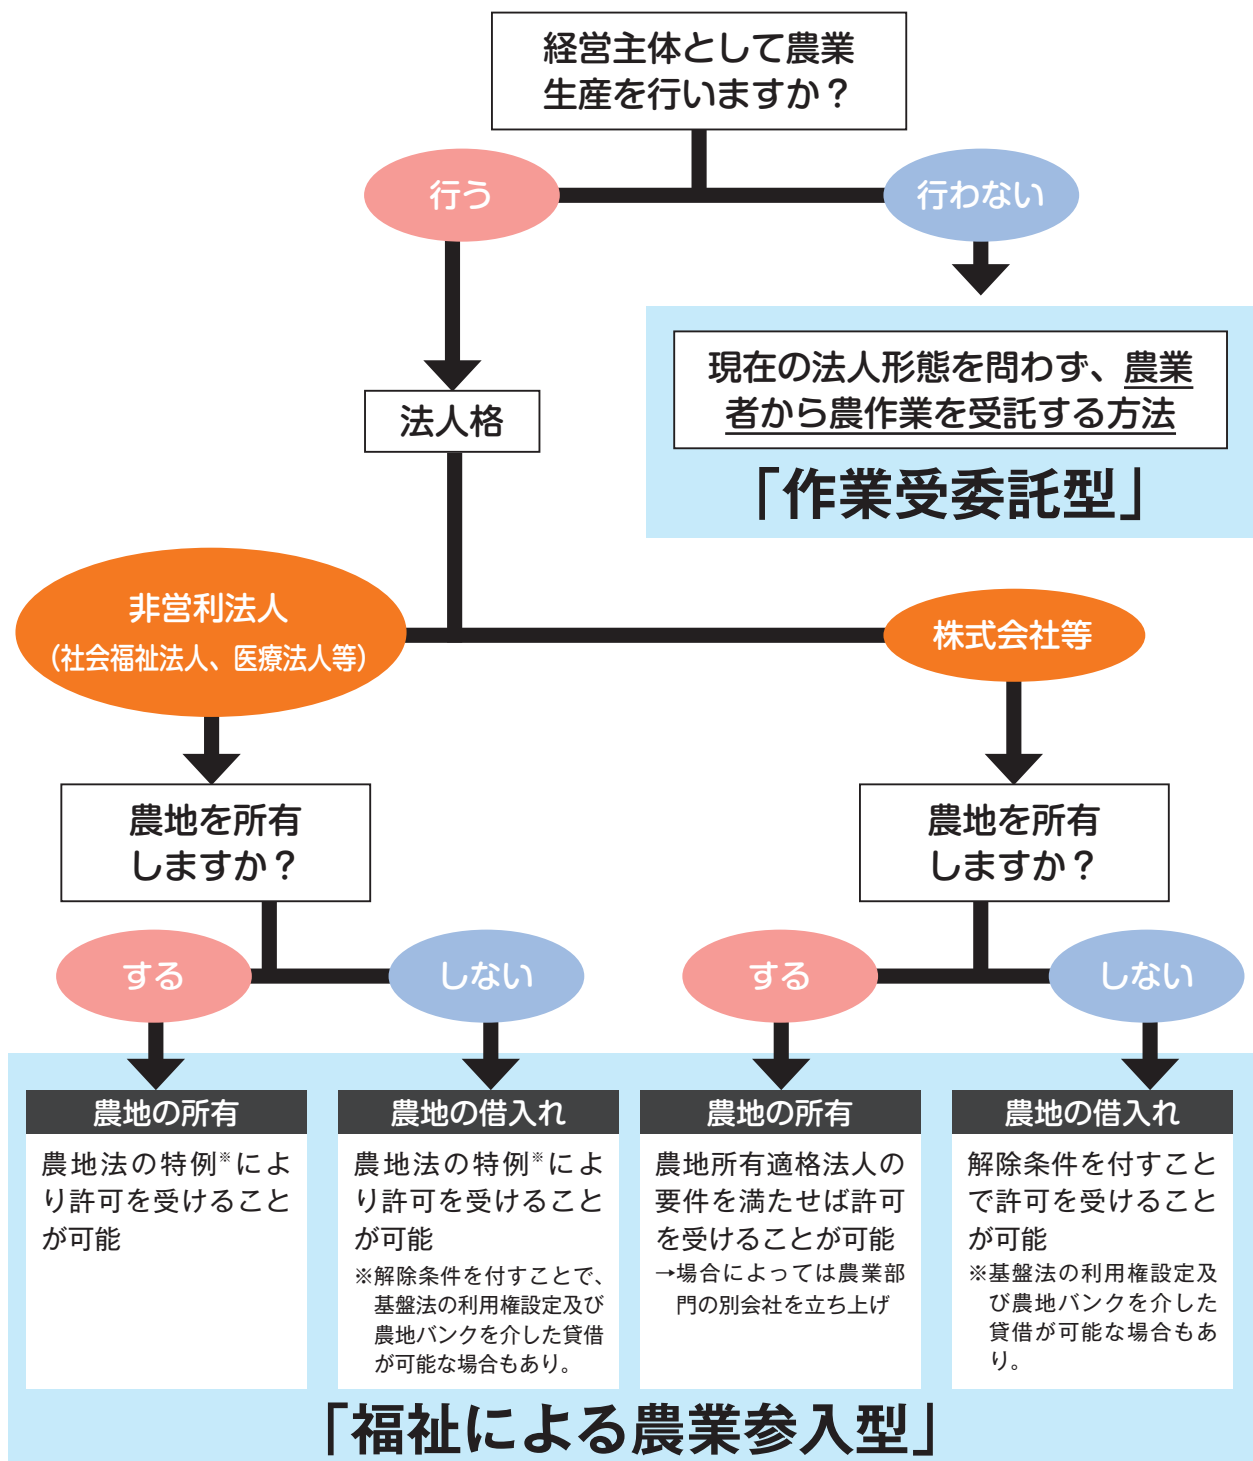 経営主体として農業
生産を行いますか？
行う
行わない
現在の法人形態を問わず、農業
者から農作業を受託する方法
「作業受委託型」
法人格
非営利法人
（社会福祉法人、医療法人等）
株式会社等
農地を所有
しますか？
農地を所有
しますか？
する
しない
する
しない
農地の所有
農地法の特例※によ
り許可を受けること
が可能
農地の借入れ
農地法の特例※によ
り許可を受けること
が可能
※解除条件を付すことで、
基盤法の利用権設定及び
農地バンクを介した貸借
が可能な場合もあり。
農地の所有
農地所有適格法人の
要件を満たせば許可
を受けることが可能
→場合によっては農業部
門の別会社を立ち上げ
農地の借入れ
解除条件を付すこと
で許可を受けること
が可能
※基盤法の利用権設定及
び農地バンクを介した
貸借が可能な場合もあ
り。
「福祉による農業参入型」